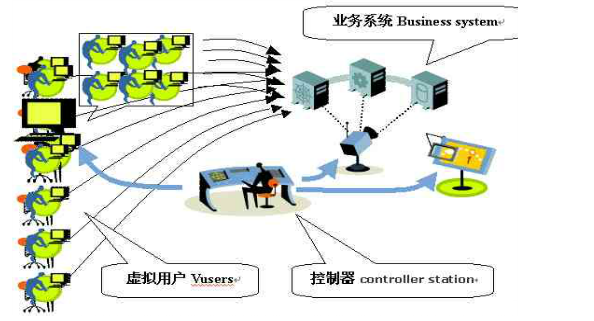 业务系统 Business system
虚拟用户 Vusers
控制器 controller station